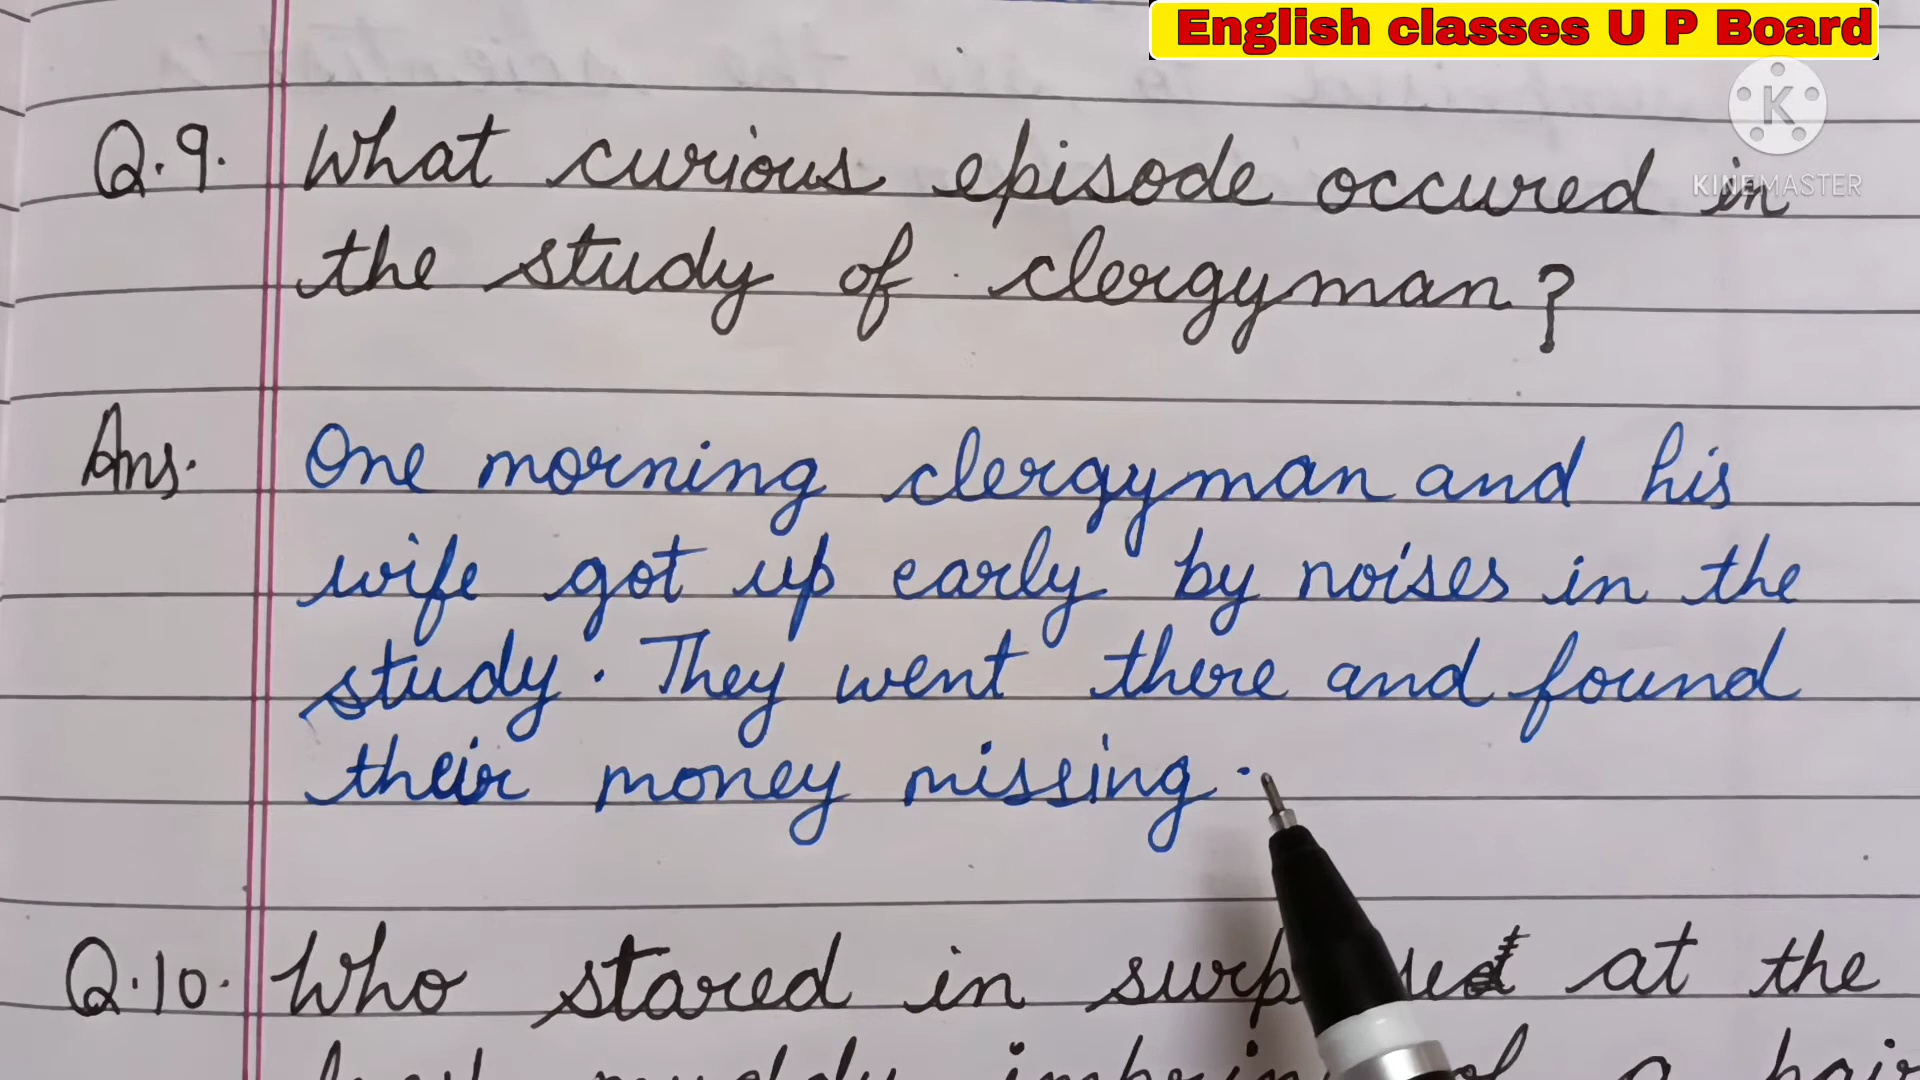 English classes U P Board
K
KINEMASTER
Q.9. What curious episode occured in
the study of clergyman?
Ans. One morning clergyman and his
wife got up early by noises in the
study. They went there and found
their money missing.
Q.10. Who stared in at the
muddy of a